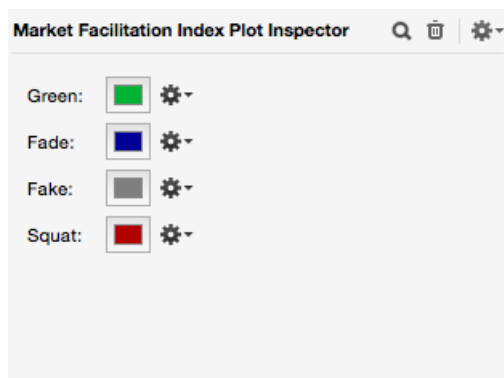 Market Facilitation Index Plot Inspector
Green:
Fade:
Fake:
Squat: